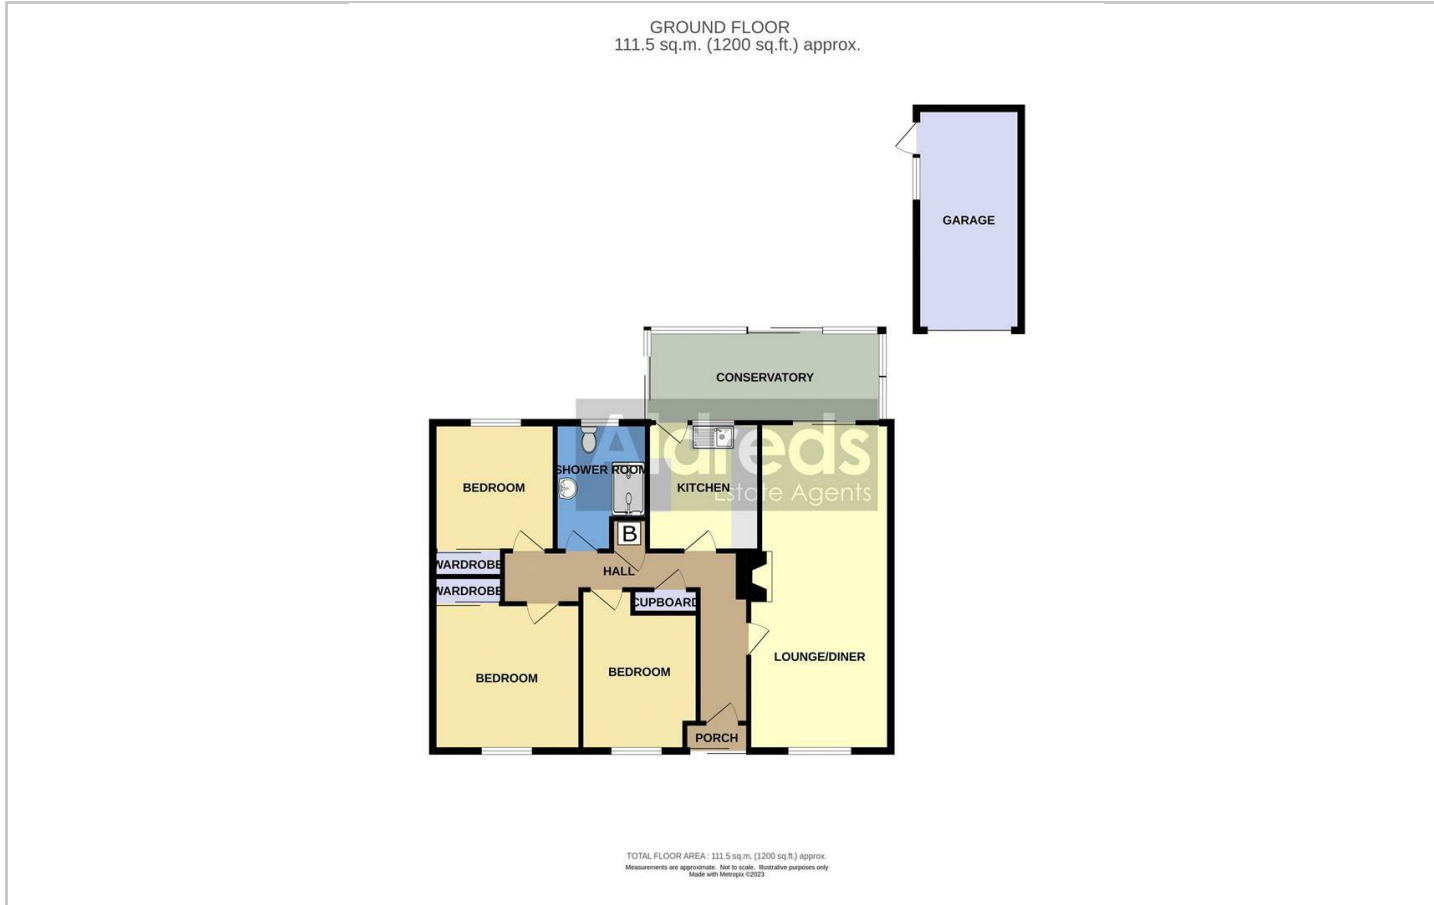 GROUND FLOOR
111.5 sq.m. (1200 sq.ft.) approx.
GARAGE
CONSERVATORY
Aldreds
Estate Agents
SHOWER ROOM
BEDROOM
KITCHEN
B
WARDROBE
HALL
WARDROBE
CUPBOARD
LOUNGE/DINER
BEDROOM
BEDROOM
PORCH
TOTAL FLOOR AREA : 111.5 sq.m. (1200 sq.ft.) approx.
Measurements are approximate. Not to scale. Illustrative purposes only
Made with Metropix ©2023